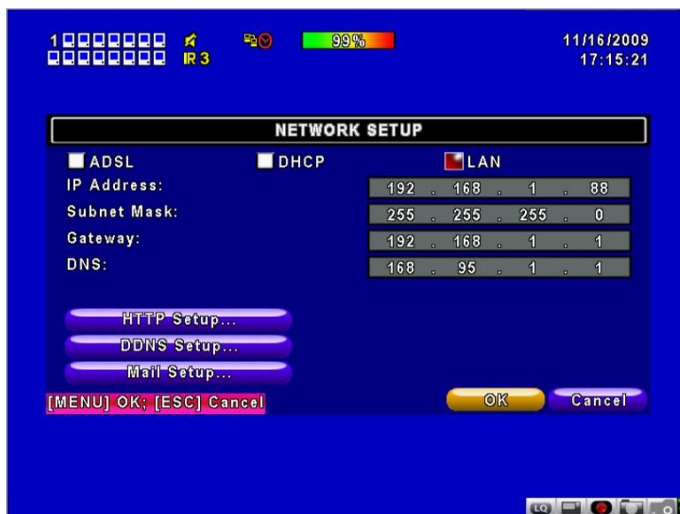 1 99% 11/16/2009
IR 3 17:15:21
NETWORK SETUP
ADSL DHCP LAN
IP Address: 192 . 168 . 1 . 88
Subnet Mask: 255 . 255 . 255 . 0
Gateway: 192 . 168 . 1 . 1
DNS: 168 . 95 . 1 . 1
HTTP Setup...
DDNS Setup...
Mail Setup...
[MENU] OK; [ESC] Cancel OK Cancel
LQ